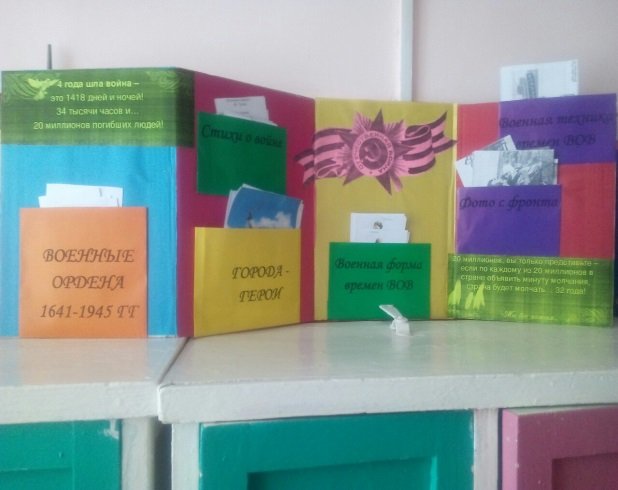 4 года шла война –
это 1418 дней и ночей!
34 тысячи часов и...
20 миллионов погибших людей!
ВОЕННЫЕ
ОРДЕНА
1641-1945 ГГ
Стихи о войне
ГОРОДА -
ГЕРОИ
Военная форма
времен ВОВ
Военная техника
времен ВОВ
Фото с фронта
20 миллионов, вы только представьте –
если по каждому из 20 миллионов в
стране объявить минуту молчания,
страна будет молчать... 32 года!